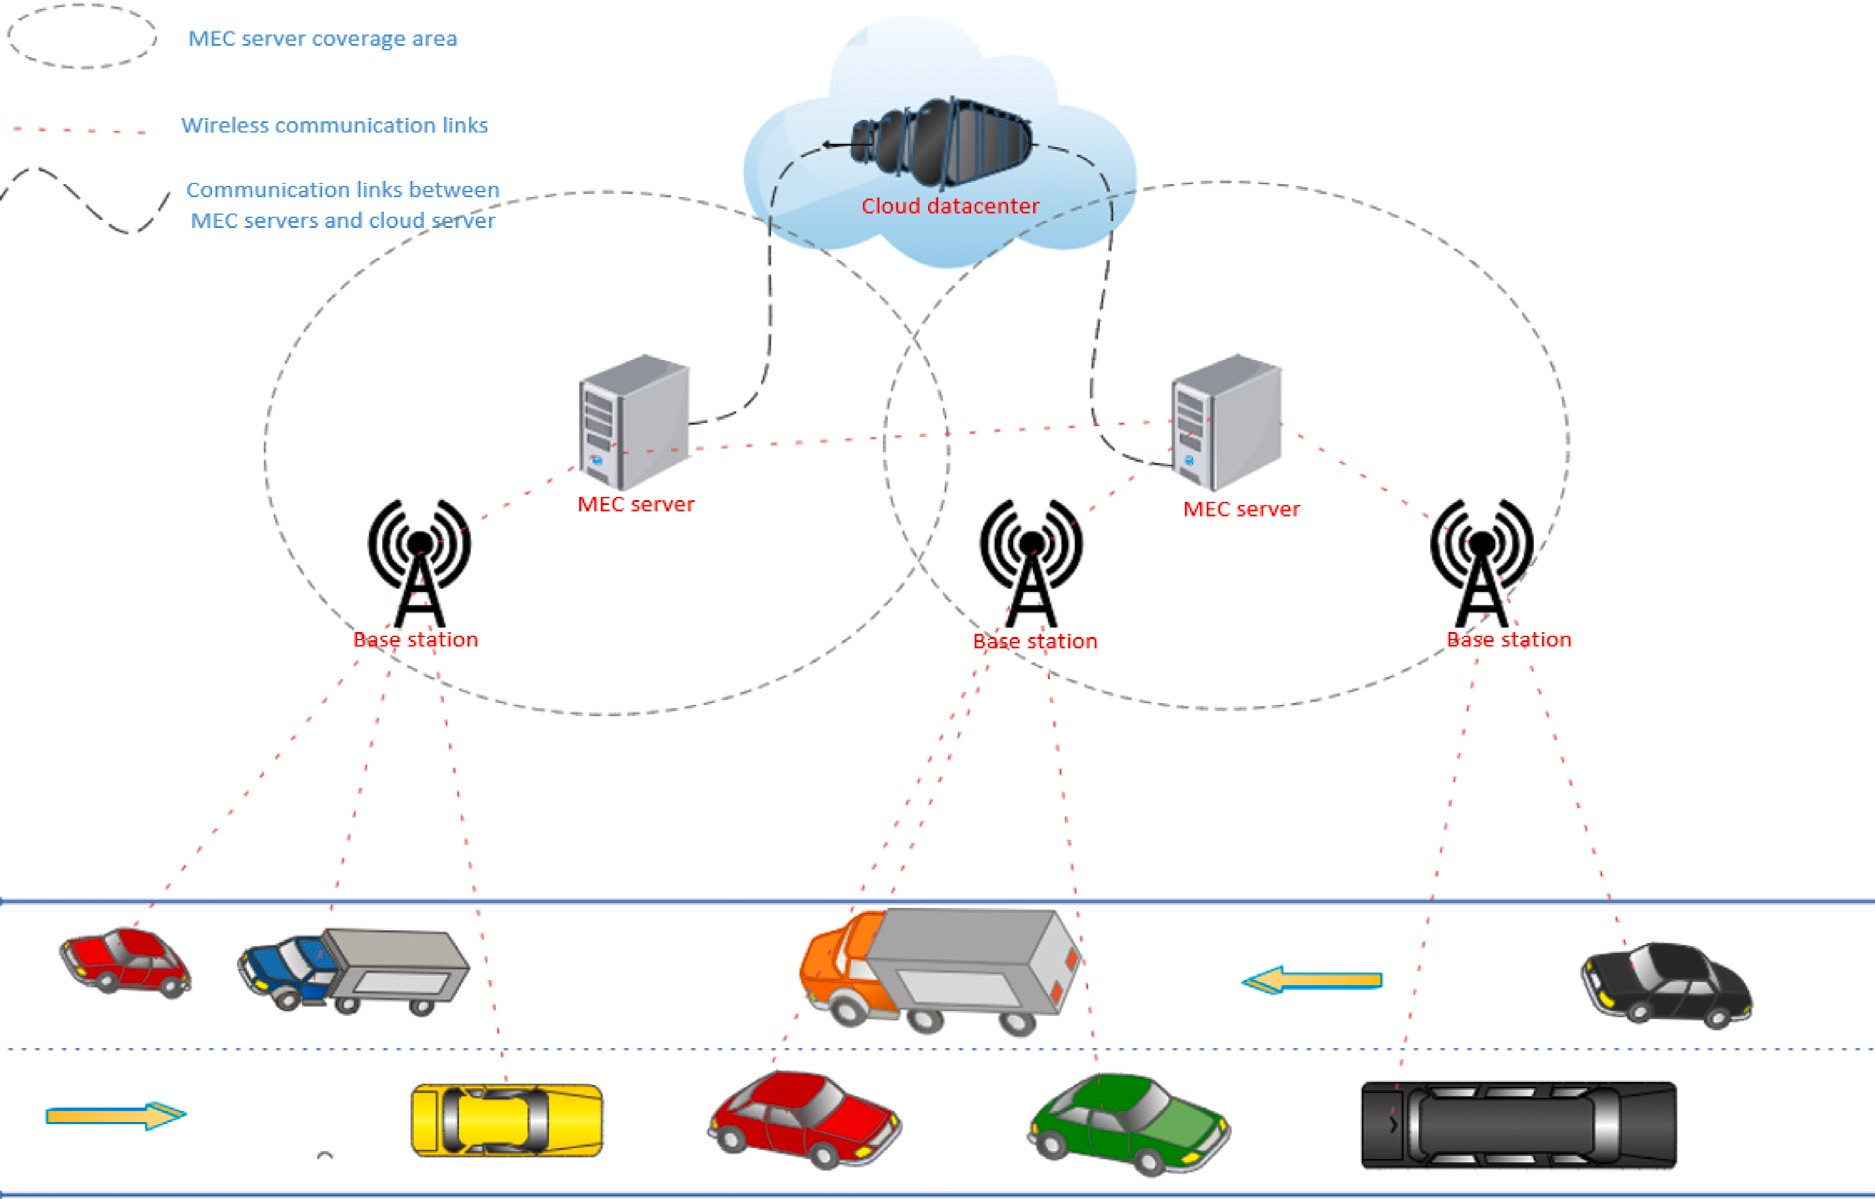 MEC server coverage area
Wireless communication links
Communication links between
MEC servers and cloud server
Cloud datacenter
MEC server
MEC server
Base station
Base station
Base station